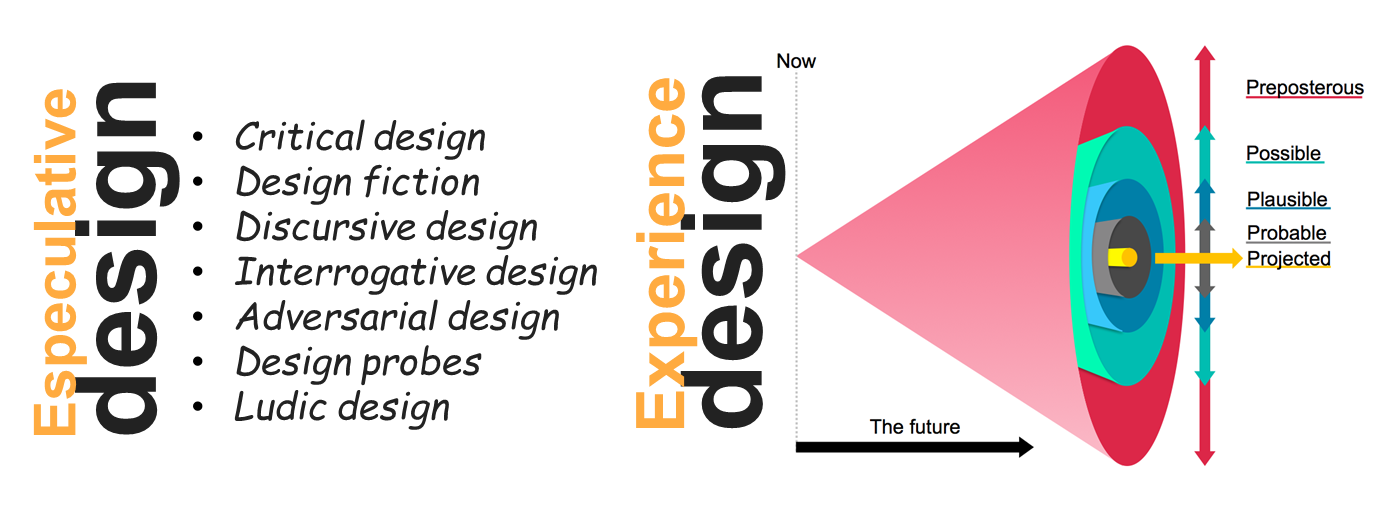 Especulative
design
• Critical design
• Design fiction
• Discursive design
• Interrogative design
• Adversarial design
• Design probes
• Ludic design
Experience
design
Now
The future
Preposterous
Possible
Plausible
Probable
Projected